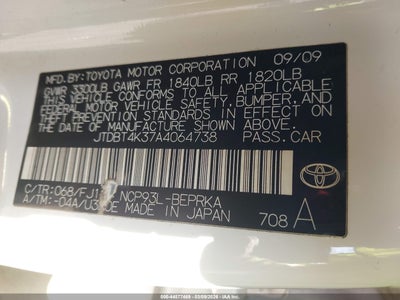 MFD.BY:TOYOTA MOTOR CORPORATION 09/09
GVWR 3300LB GAWR FR 1840LB RR 1820LB
THIS VEHICLE CONFORMS TO ALL APPLICABLE
FEDERAL MOTOR VEHICLE SAFETY,BUMPER,AND
THEFT PREVENTION STANDARDS IN EFFECT ON
THE DATE OF MANUFACTURE SHOWN ABOVE.
JTDBT4K37A4064738 PASS.CAR
C/TR:068/FJ1 NCP93L-BEPRKA
A/TM:-04A/U3 E MADE IN JAPAN
708 A
TOYOTA